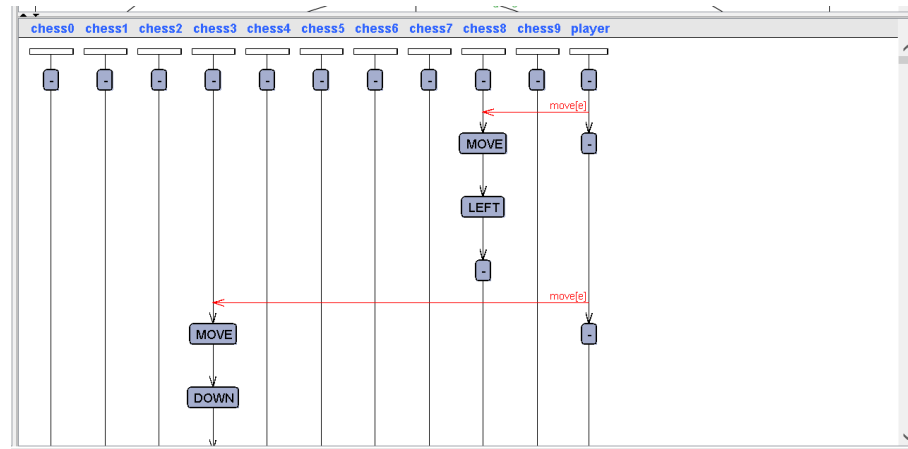 chess0 chess1 chess2 chess3 chess4 chess5 chess6 chess7 chess8 chess9 player
- - - - - - - - - - -
move[e]
MOVE -
LEFT
-
move[e]
MOVE -
DOWN